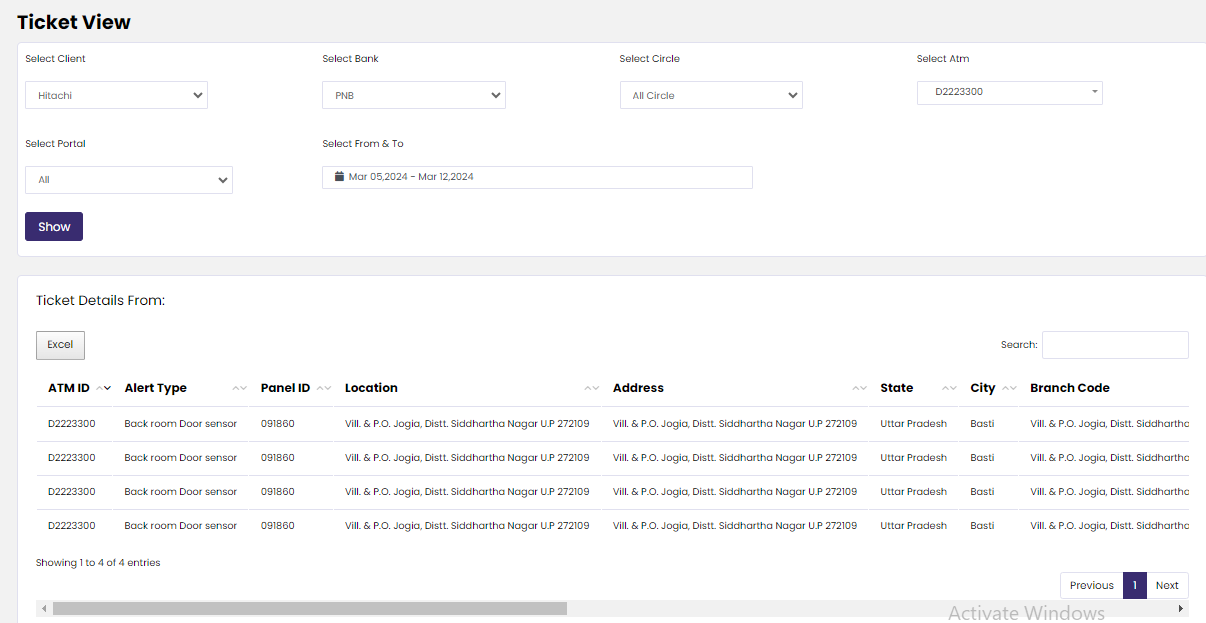 Ticket View
Select Client Select Bank Select Circle Select Atm
Hitachi PNB All Circle D2223300
Select Portal Select From & To
All Mar 05,2024 - Mar 12,2024
Show
Ticket Details From:
Excel Search:
ATM ID Alert Type Panel ID Location Address State City Branch Code
D2223300 Back room Door sensor 091860 Vill. & P.O. Jogia, Distt. Siddhartha Nagar U.P 272109 Vill. & P.O. Jogia, Distt. Siddhartha Nagar U.P 272109 Uttar Pradesh Basti Vill. & P.O. Jogia, Distt. Siddhartha
D2223300 Back room Door sensor 091860 Vill. & P.O. Jogia, Distt. Siddhartha Nagar U.P 272109 Vill. & P.O. Jogia, Distt. Siddhartha Nagar U.P 272109 Uttar Pradesh Basti Vill. & P.O. Jogia, Distt. Siddhartha
D2223300 Back room Door sensor 091860 Vill. & P.O. Jogia, Distt. Siddhartha Nagar U.P 272109 Vill. & P.O. Jogia, Distt. Siddhartha Nagar U.P 272109 Uttar Pradesh Basti Vill. & P.O. Jogia, Distt. Siddhartha
D2223300 Back room Door sensor 091860 Vill. & P.O. Jogia, Distt. Siddhartha Nagar U.P 272109 Vill. & P.O. Jogia, Distt. Siddhartha Nagar U.P 272109 Uttar Pradesh Basti Vill. & P.O. Jogia, Distt. Siddhartha
Showing 1 to 4 of 4 entries
Previous 1 Next
Activate Windows